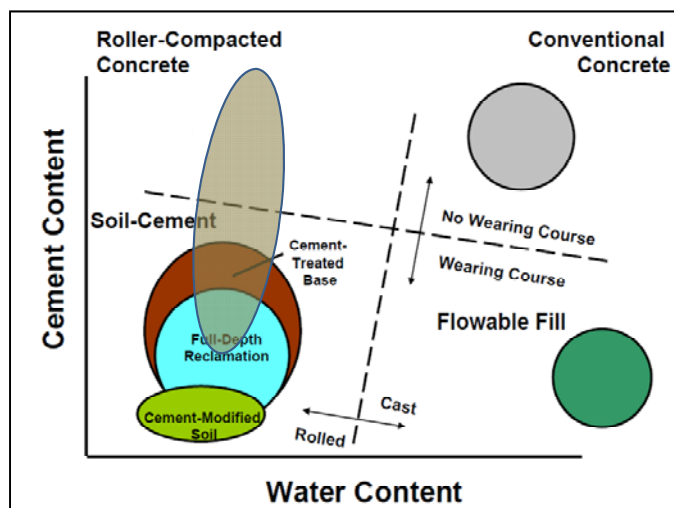 Roller-Compacted
Concrete
Conventional
Concrete
Cement Content
Soil-Cement
Cement-
Treated
Base
No Wearing Course
Wearing Course
Flowable Fill
Full-Depth
Reclamation
Cement-Modified
Soil
Cast
Rolled
Water Content